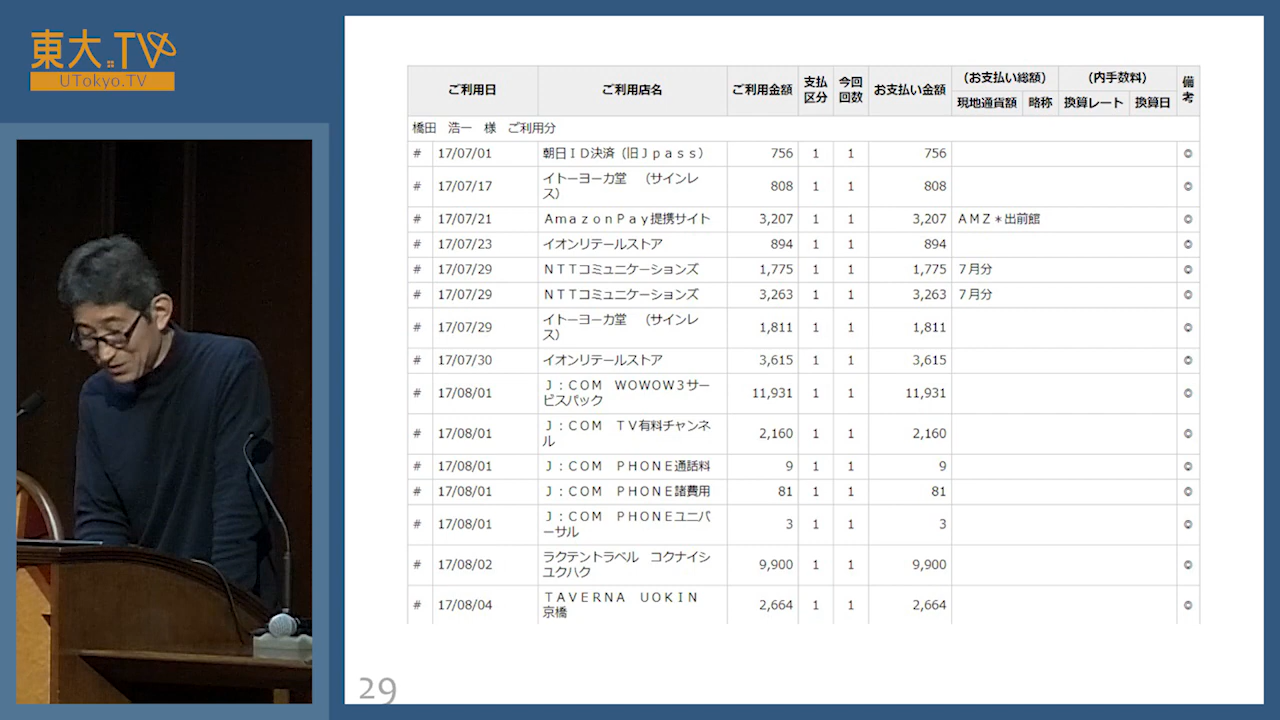 東大TV
UTokyo.TV
ご利用日 ご利用店名 ご利用金額 支払区分 今回回数 お支払い金額 (お支払い総額) (内手数料) 備考
現地通貨額 略称 換算レート 換算日
橋田 浩一 様 ご利用分
# 17/07/01 朝日ID決済(旧Jpass) 756 1 1 756 ◎
# 17/07/17 イトーヨーカ堂 (サインレス) 808 1 1 808 ◎
# 17/07/21 AmazonPay提携サイト 3,207 1 1 3,207 AMZ*出前館 ◎
# 17/07/23 イオンリテールストア 894 1 1 894 ◎
# 17/07/29 NTTコミュニケーションズ 1,775 1 1 1,775 7月分 ◎
# 17/07/29 NTTコミュニケーションズ 3,263 1 1 3,263 7月分 ◎
# 17/07/29 イトーヨーカ堂 (サインレス) 1,811 1 1 1,811 ◎
# 17/07/30 イオンリテールストア 3,615 1 1 3,615 ◎
# 17/08/01 J:COM WOWOW3サービスパック 11,931 1 1 11,931 ◎
# 17/08/01 J:COM TV有料チャンネル 2,160 1 1 2,160 ◎
# 17/08/01 J:COM PHONE通話料 9 1 1 9 ◎
# 17/08/01 J:COM PHONE諸費用 81 1 1 81 ◎
# 17/08/01 J:COM PHONEユニバーサル 3 1 1 3 ◎
# 17/08/02 ラクテントラベル コクナイシユクハク 9,900 1 1 9,900 ◎
# 17/08/04 TAVERNA UOKIN 京橋 2,664 1 1 2,664 ◎
29